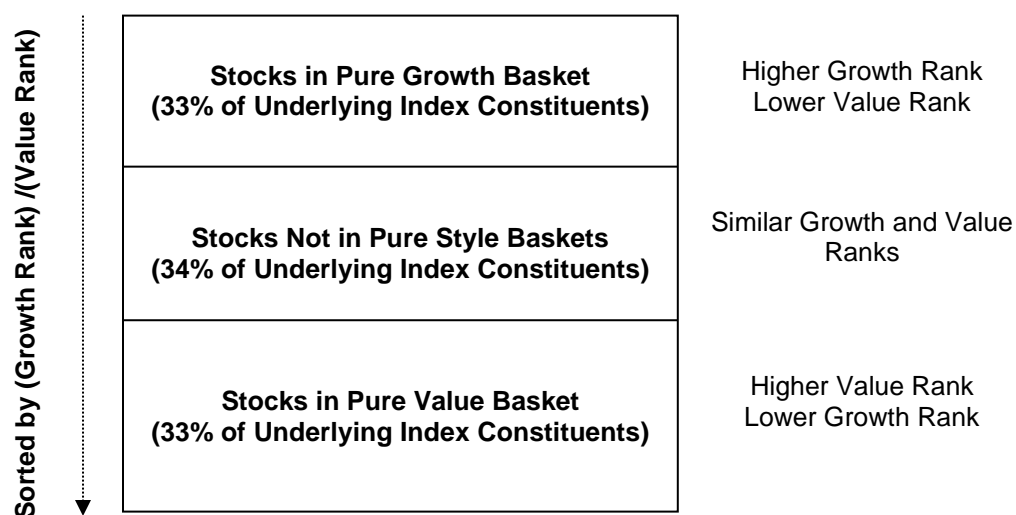 Sorted by (Growth Rank) /(Value Rank)
Stocks in Pure Growth Basket
(33% of Underlying Index Constituents)
Higher Growth Rank
Lower Value Rank
Stocks Not in Pure Style Baskets
(34% of Underlying Index Constituents)
Similar Growth and Value
Ranks
Stocks in Pure Value Basket
(33% of Underlying Index Constituents)
Higher Value Rank
Lower Growth Rank